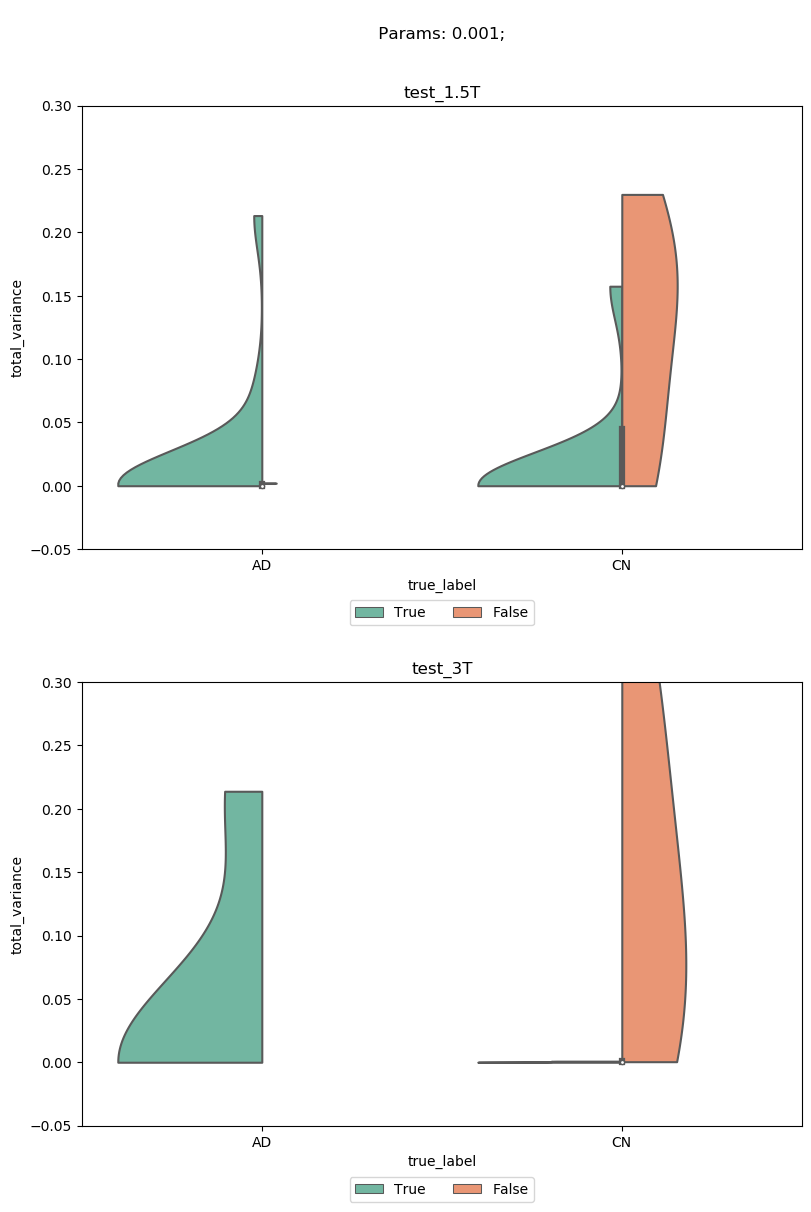 Params: 0.001;
test_1.5T
0.30
0.25
0.20
0.15
0.10
0.05
0.00
−0.05
total_variance
AD CN
true_label
True False
test_3T
0.30
0.25
0.20
0.15
0.10
0.05
0.00
−0.05
total_variance
AD CN
true_label
True False